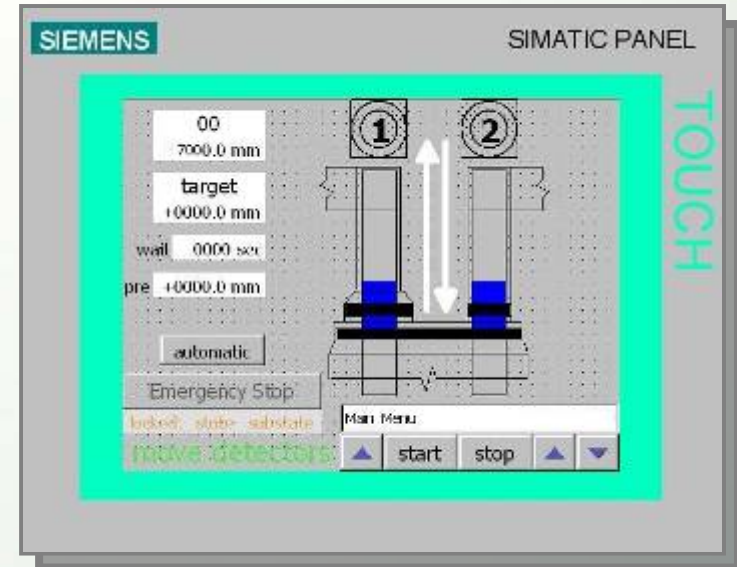 SIEMENS
SIMATIC PANEL
TOUCH
00
7000.0 mm
target
+0000.0 mm
wait 0000 sec
pre +0000.0 mm
automatic
Emergency Stop
locked: state substate
move detectors
1
2
Main Menu
start stop